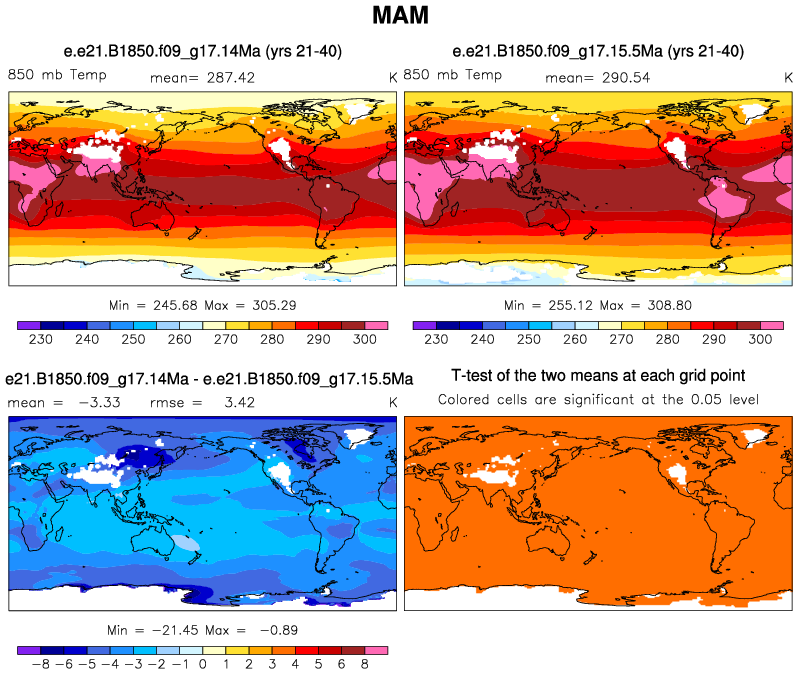 MAM
e.e21.B1850.f09_g17.14Ma (yrs 21-40)
850 mb Temp mean= 287.42 K
Min = 245.68 Max = 305.29
230 240 250 260 270 280 290 300
e.e21.B1850.f09_g17.15.5Ma (yrs 21-40)
850 mb Temp mean= 290.54 K
Min = 255.12 Max = 308.80
230 240 250 260 270 280 290 300
e21.B1850.f09_g17.14Ma - e.e21.B1850.f09_g17.15.5Ma
mean = -3.33 rmse = 3.42 K
Min = -21.45 Max = -0.89
-8 -6 -5 -4 -3 -2 -1 0 1 2 3 4 5 6 8
T-test of the two means at each grid point
Colored cells are significant at the 0.05 level